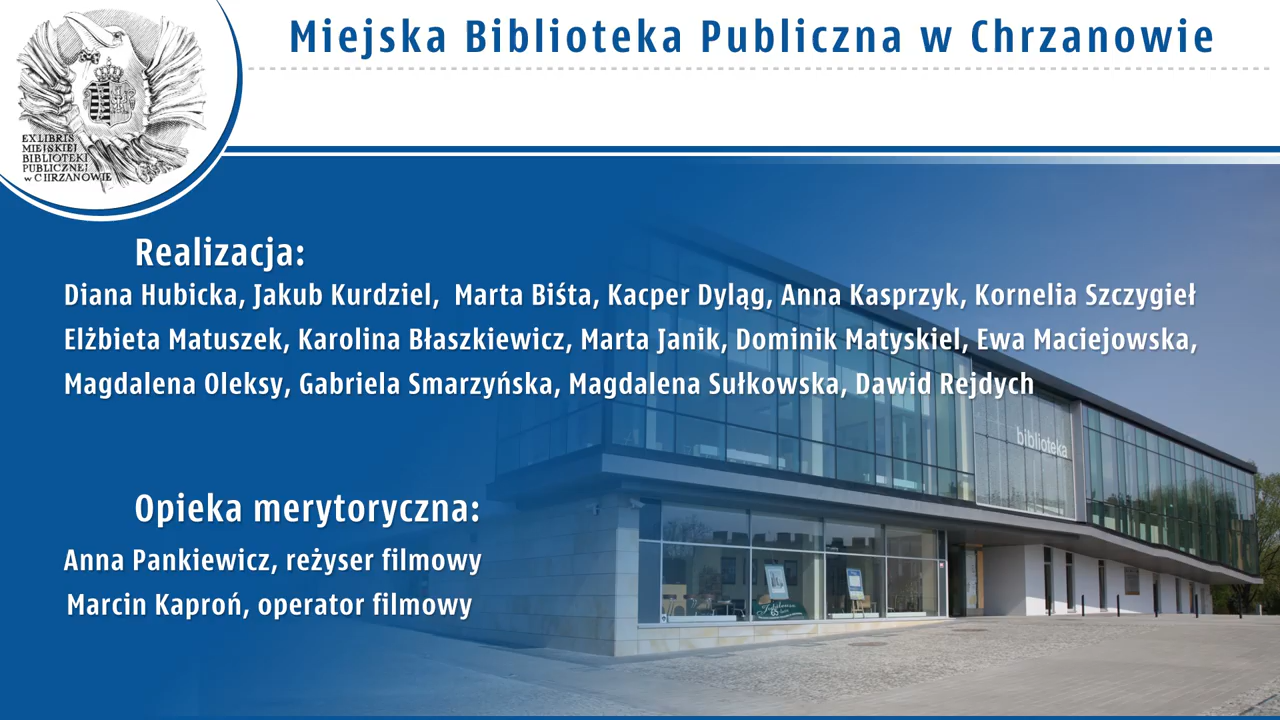 Miejska Biblioteka Publiczna w Chrzanowie
EX LIBRIS
MIEJSKIEJ
BIBLIOTEKI
PUBLICZNEJ
w CHRZANOWIE
Realizacja:
Diana Hubicka, Jakub Kurdziel, Marta Biśta, Kacper Dyląg, Anna Kasprzyk, Kornelia Szczygieł
Elżbieta Matuszek, Karolina Błaszkiewicz, Marta Janik, Dominik Matyskiel, Ewa Maciejowska,
Magdalena Oleksy, Gabriela Smarzyńska, Magdalena Sułkowska, Dawid Rejdych
biblioteka
Opieka merytoryczna:
Anna Pankiewicz, reżyser filmowy
Marcin Kaproń, operator filmowy